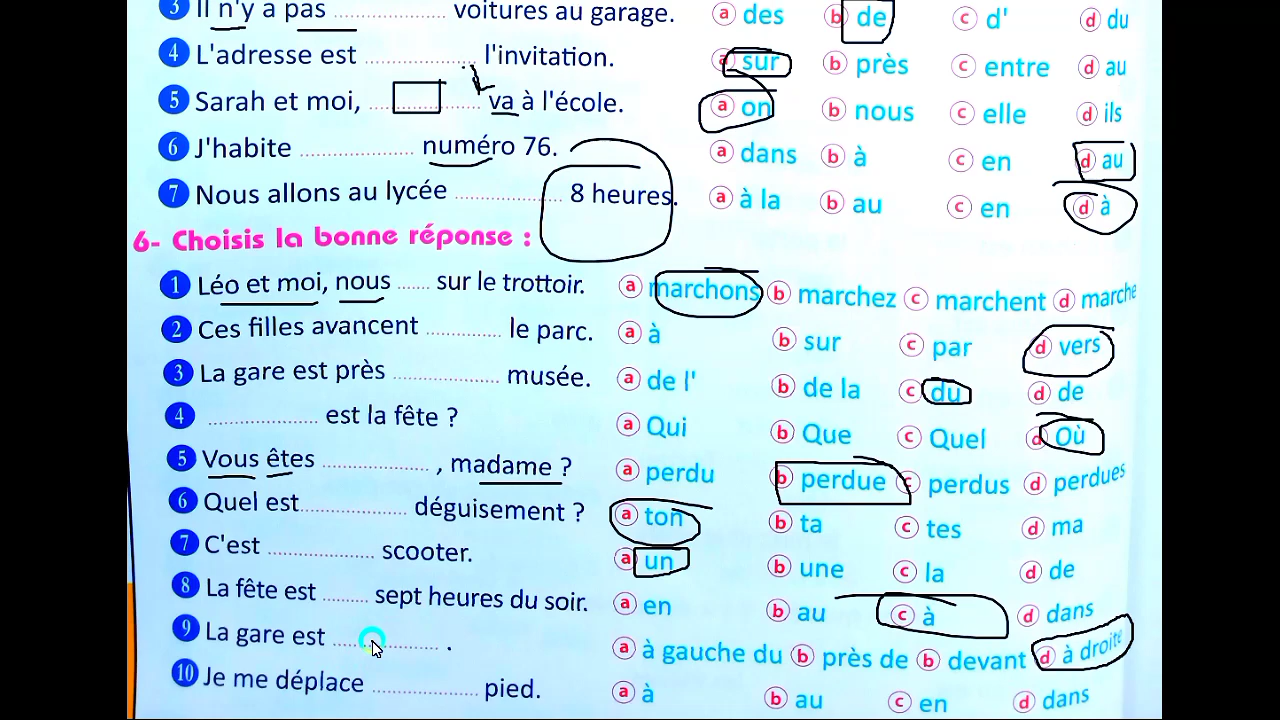 3 Il n'y a pas .................. voitures au garage. a des b de c d' d du
4 L'adresse est .................. l'invitation. a sur b près c entre d au
5 Sarah et moi, .................. va à l'école. a on b nous c elle d ils
6 J'habite .................. numéro 76. a dans b à c en d au
7 Nous allons au lycée .................. 8 heures. a à la b au c en d à
6- Choisis la bonne réponse :
1 Léo et moi, nous ...... sur le trottoir. a marchons b marchez c marchent d marche
2 Ces filles avancent ............. le parc. a à b sur c par d vers
3 La gare est près .................. musée. a de l' b de la c du d de
4 .................. est la fête ? a Qui b Que c Quel d Où
5 Vous êtes .................. , madame ? a perdu b perdue c perdus d perdues
6 Quel est.................. déguisement ? a ton b ta c tes d ma
7 C'est .................. scooter. a un b une c la d de
8 La fête est ........ sept heures du soir. a en b au c à d dans
9 La gare est .................. . a à gauche du b près de b devant d à droite
10 Je me déplace .................. pied. a à b au c en d dans